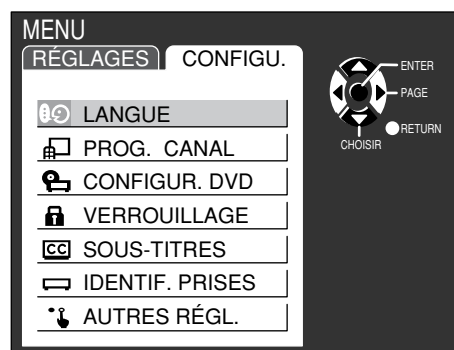 MENU
RÉGLAGES CONFIGU.
LANGUE
PROG. CANAL
CONFIGUR. DVD
VERROUILLAGE
CC SOUS-TITRES
IDENTIF. PRISES
AUTRES RÉGL.
ENTER
PAGE
RETURN
CHOISIR